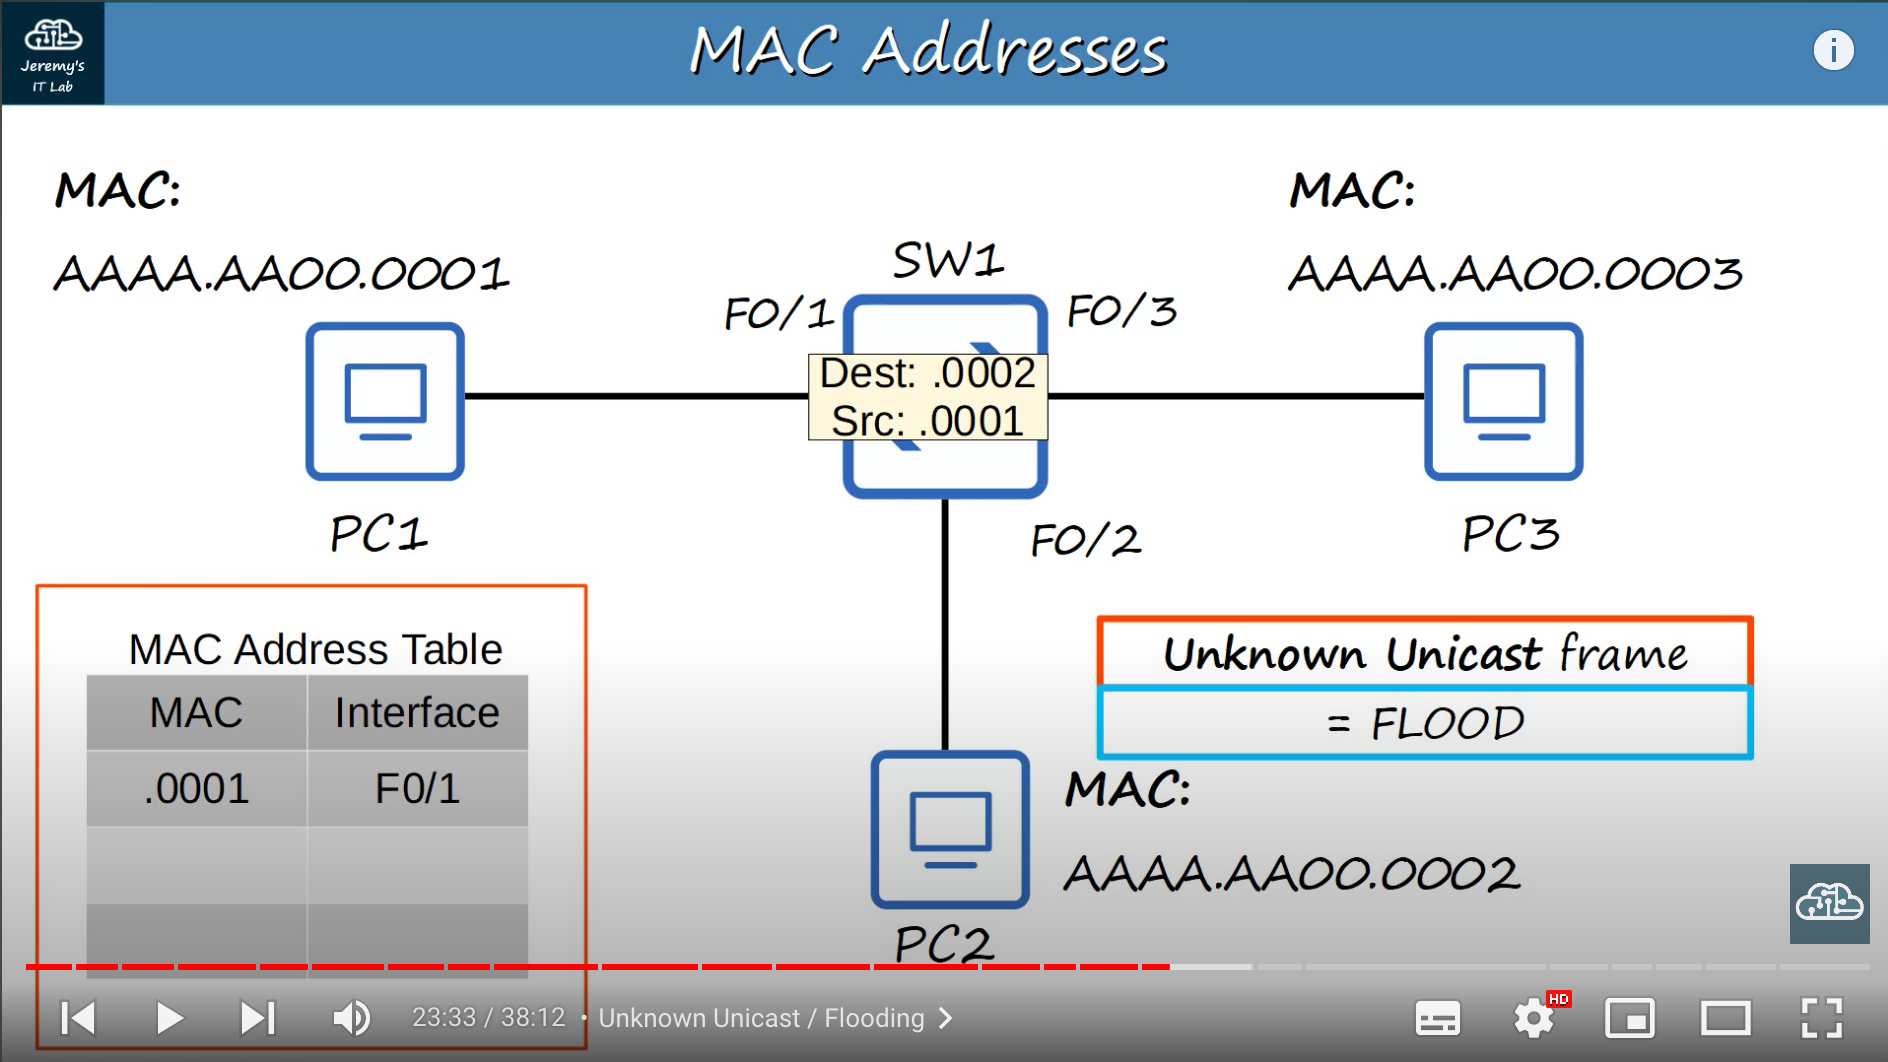 Jeremy's
IT Lab
MAC Addresses
i
MAC:
AAAA.AA00.0001
MAC:
AAAA.AA00.0003
SW1
F0/1
F0/3
Dest: .0002
Src: .0001
PC1
PC3
F0/2
MAC Address Table
MAC Interface
.0001 F0/1
Unknown Unicast frame
= FLOOD
MAC:
AAAA.AA00.0002
PC2
23:33 / 38:12 • Unknown Unicast / Flooding
HD